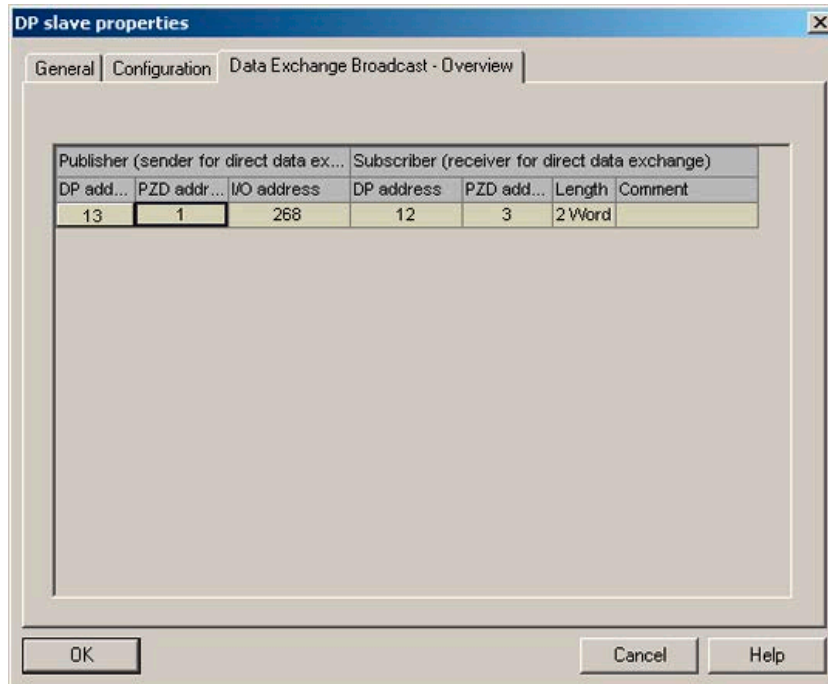 DP slave properties
General Configuration Data Exchange Broadcast - Overview
Publisher (sender for direct data ex... Subscriber (receiver for direct data exchange)
DP add... PZD addr... I/O address DP address PZD add... Length Comment
13 1 268 12 3 2 Word
OK Cancel Help